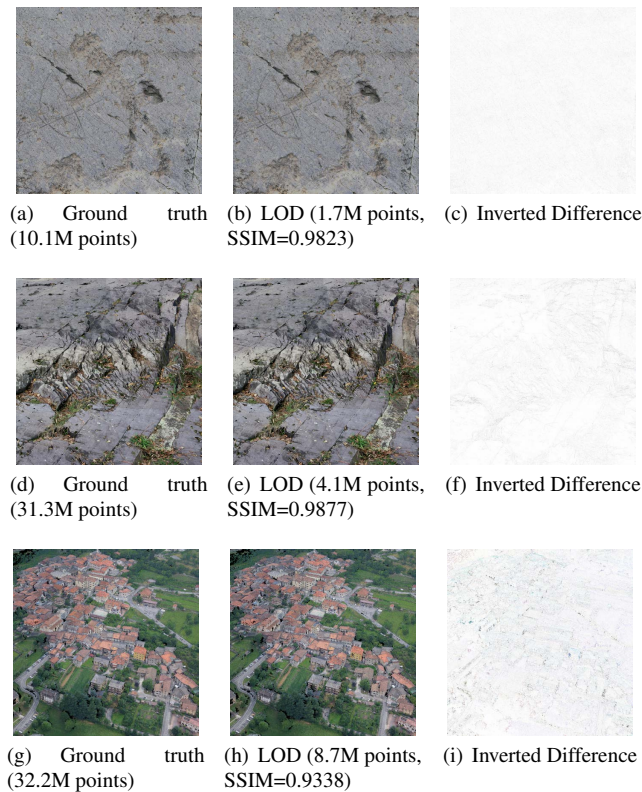 (a) Ground truth
(10.1M points)
(b) LOD (1.7M points,
SSIM=0.9823)
(c) Inverted Difference
(d) Ground truth
(31.3M points)
(e) LOD (4.1M points,
SSIM=0.9877)
(f) Inverted Difference
(g) Ground truth
(32.2M points)
(h) LOD (8.7M points,
SSIM=0.9338)
(i) Inverted Difference